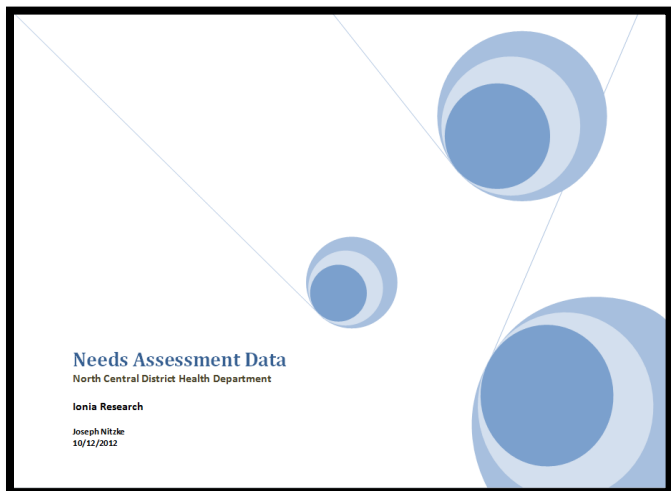 Needs Assessment Data
North Central District Health Department
Ionia Research
Joseph Nitzke
10/12/2012